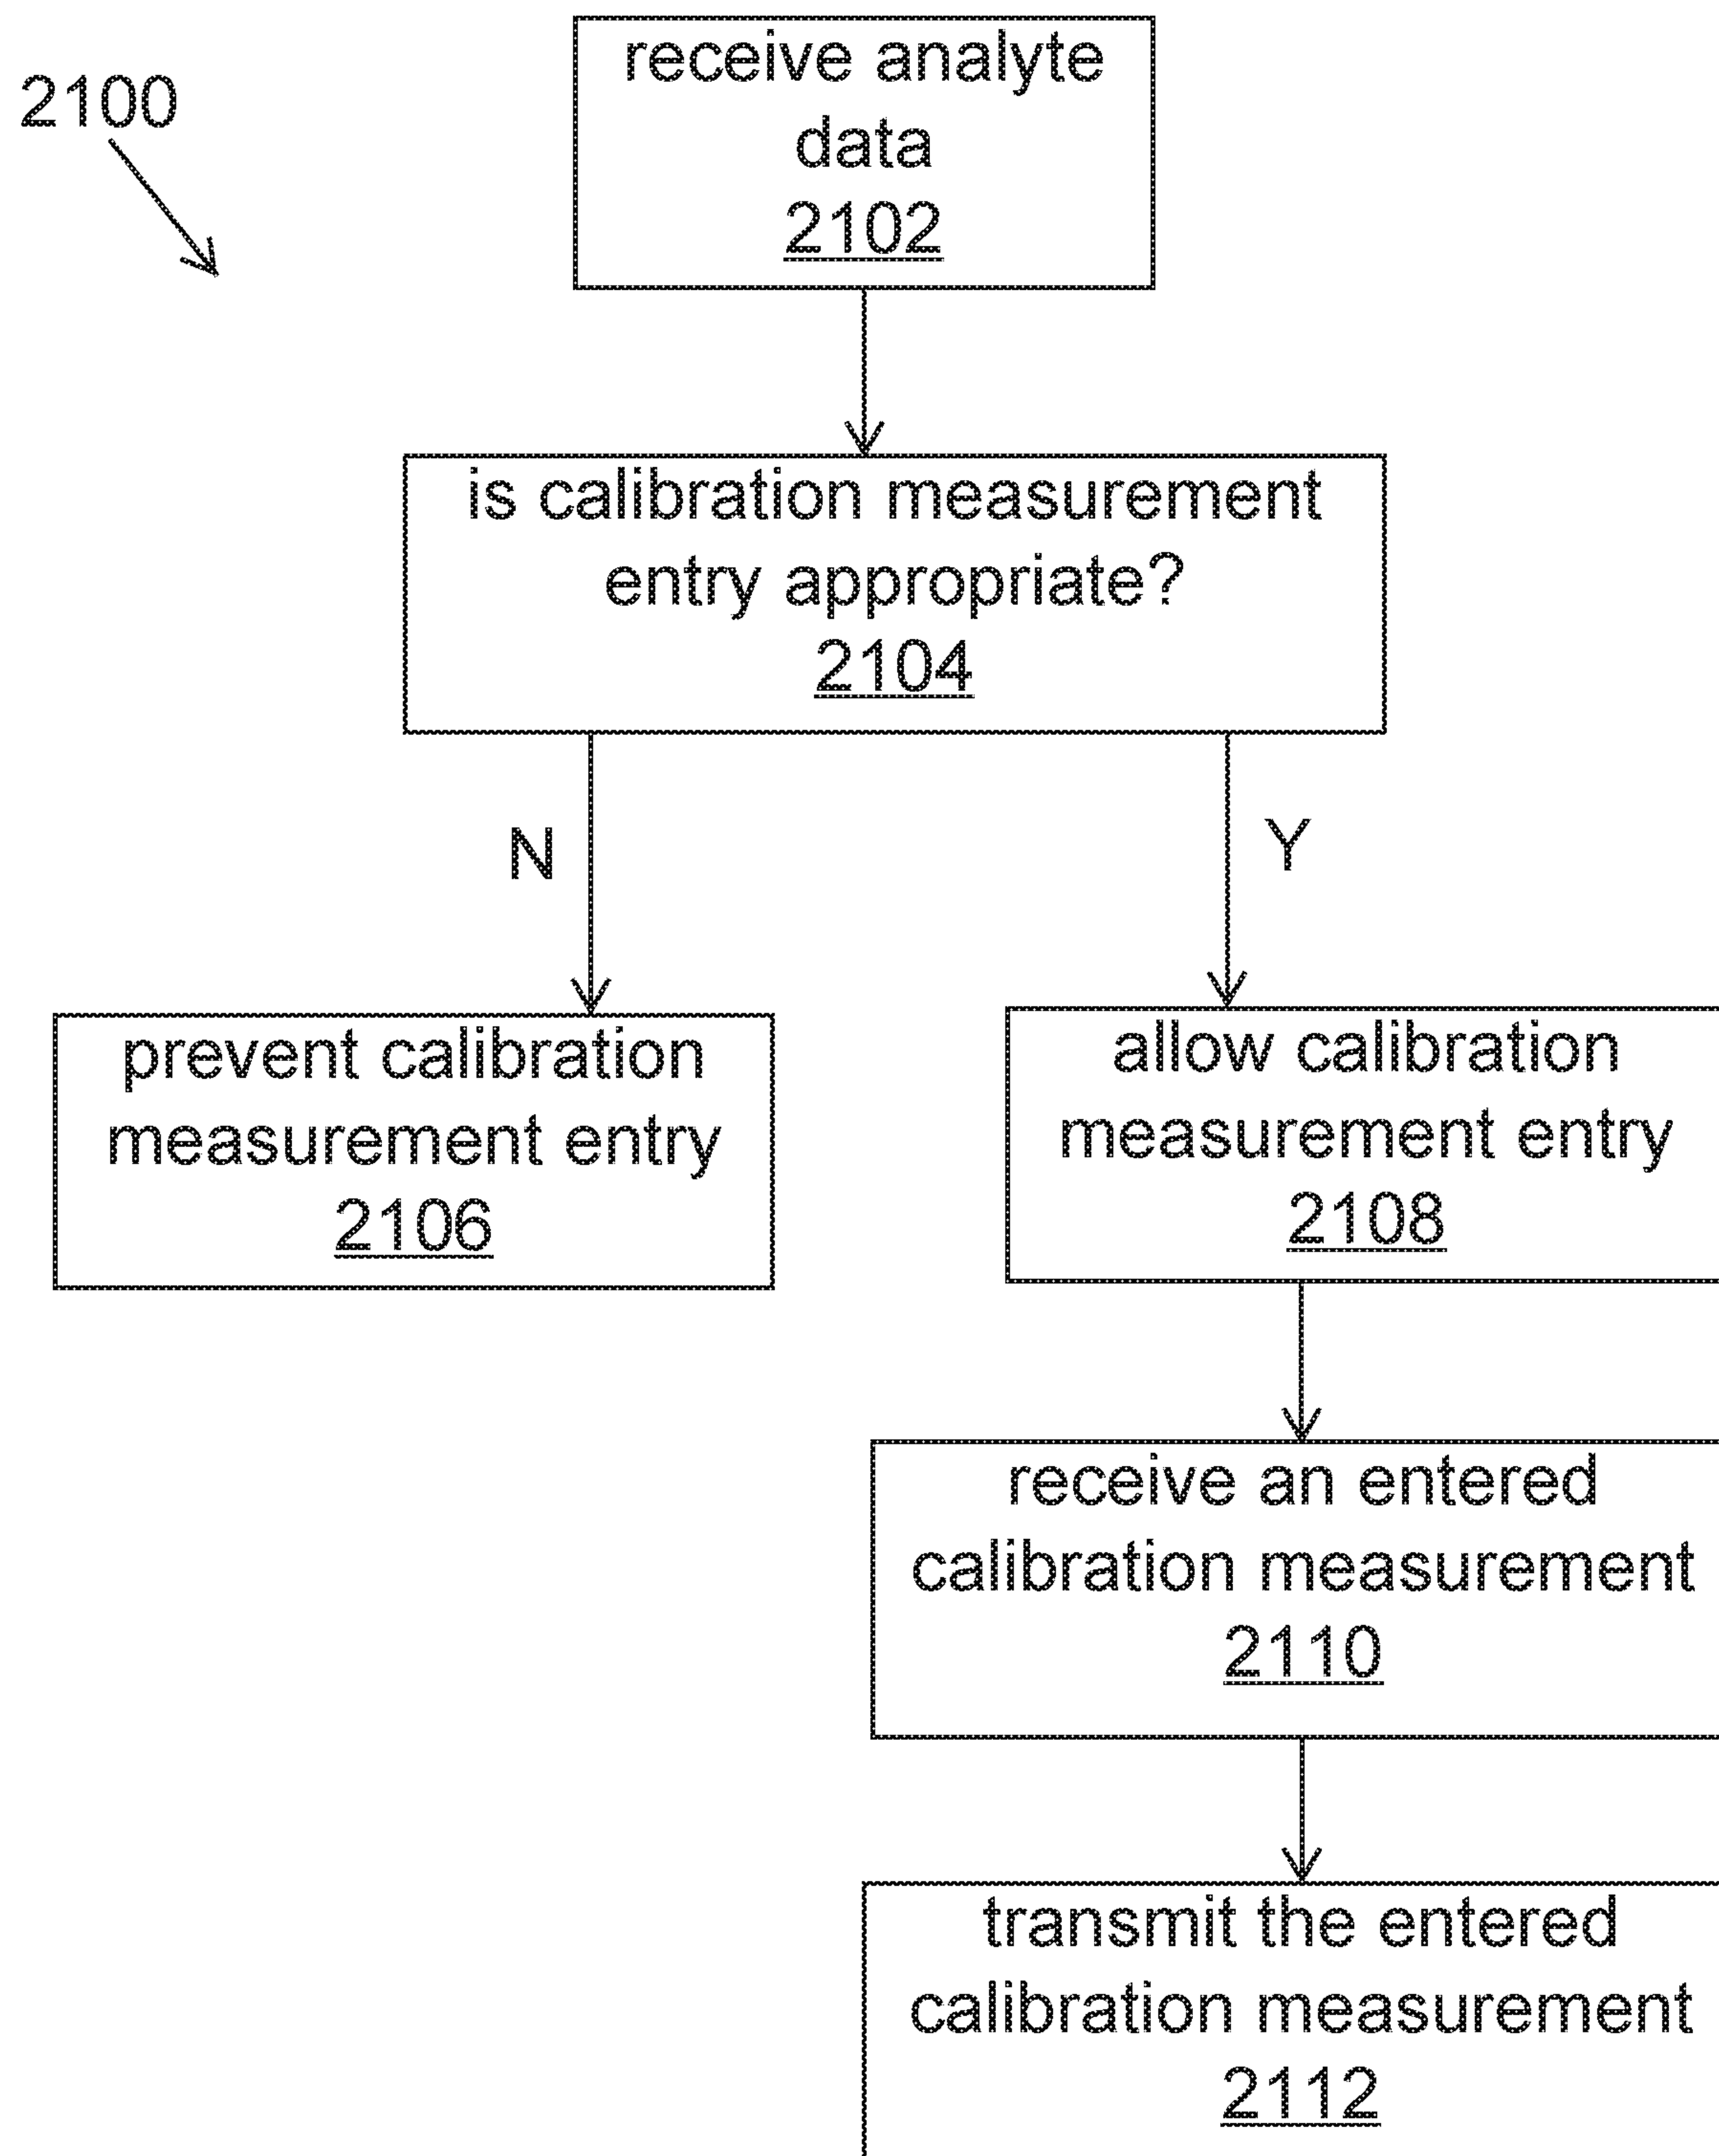 2100
receive analyte
data
2102
is calibration measurement
entry appropriate?
2104
N
Y
prevent calibration
measurement entry
2106
allow calibration
measurement entry
2108
receive an entered
calibration measurement
2110
transmit the entered
calibration measurement
2112